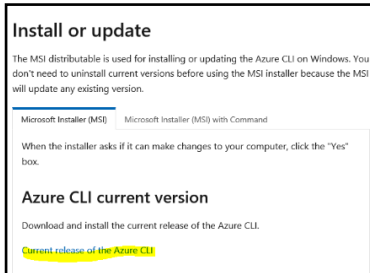 Install or update
The MSI distributable is used for installing or updating the Azure CLI on Windows. You
don't need to uninstall current versions before using the MSI installer because the MSI
will update any existing version.
Microsoft Installer (MSI) Microsoft Installer (MSI) with Command
When the installer asks if it can make changes to your computer, click the "Yes"
box.
Azure CLI current version
Download and install the current release of the Azure CLI.
Current release of the Azure CLI